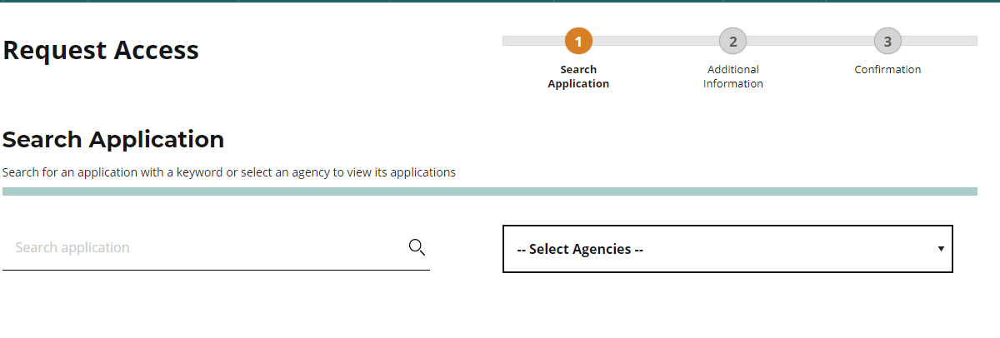 Request Access
1
2
3
Search
Application
Additional
Information
Confirmation
Search Application
Search for an application with a keyword or select an agency to view its applications
Search application
-- Select Agencies --